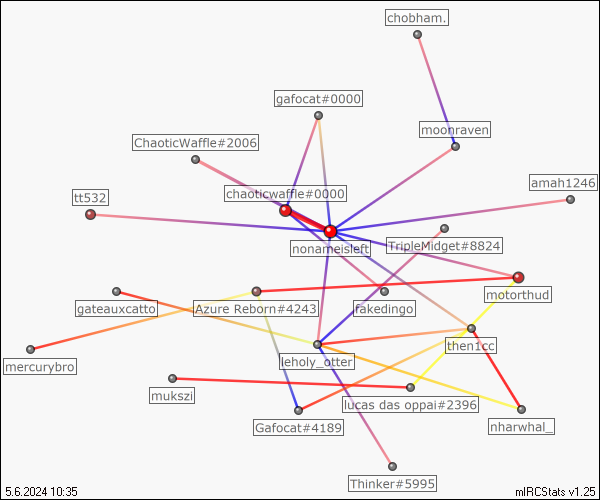 chobham.
gafocat#0000
moonraven
ChaoticWaffle#2006
amah1246
chaoticwaffle#0000
tt532
nonameisleft
TripleMidget#8824
motorthud
gateauxcatto
Azure Reborn#4243
fakedingo
then1cc
mercurybro
leholy_otter
mukszi
lucas das oppai#2396
Gafocat#4189
nharwhal_
Thinker#5995
5.6.2024 10:35
mIRCStats v1.25